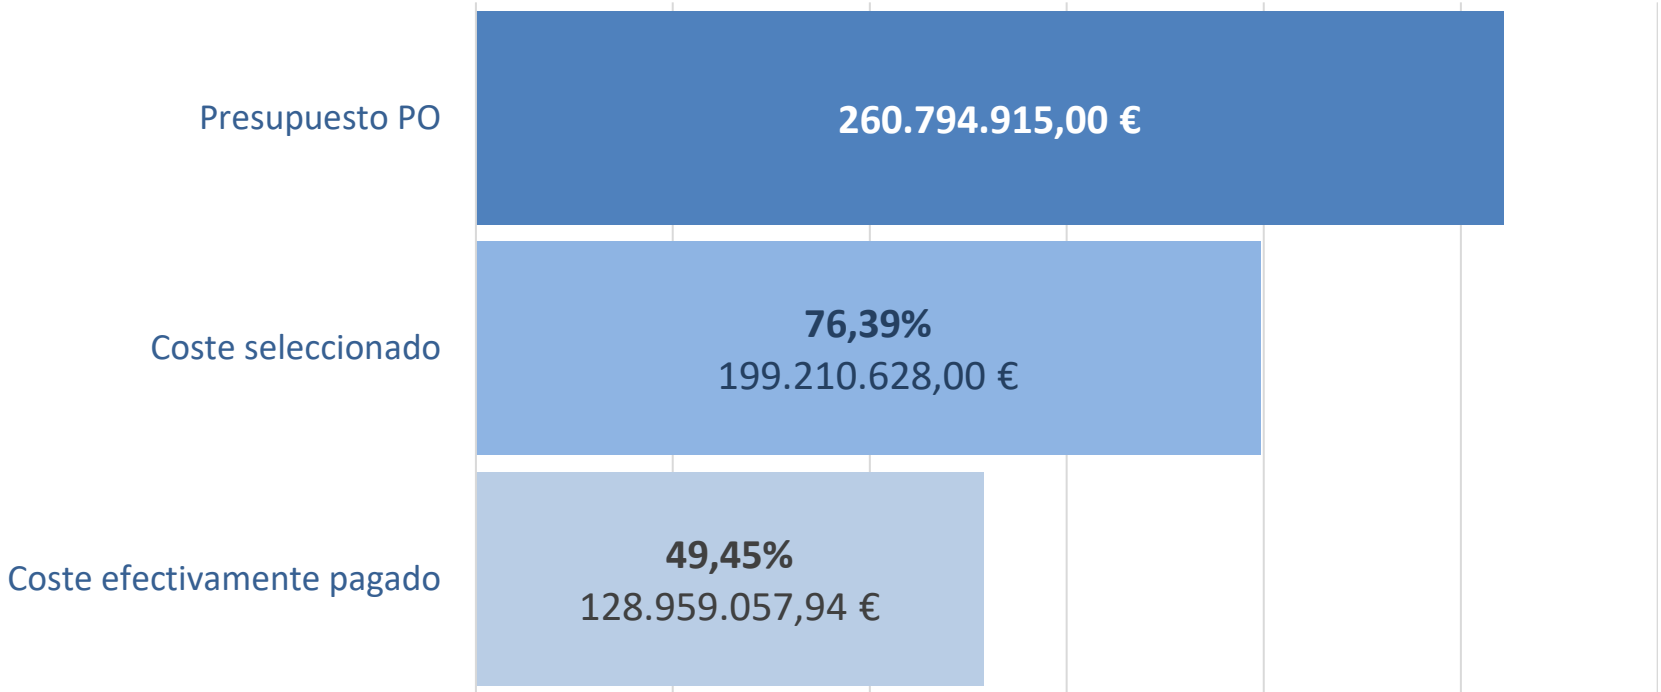 Presupuesto PO
260.794.915,00 €
Coste seleccionado
76,39%
199.210.628,00 €
Coste efectivamente pagado
49,45%
128.959.057,94 €